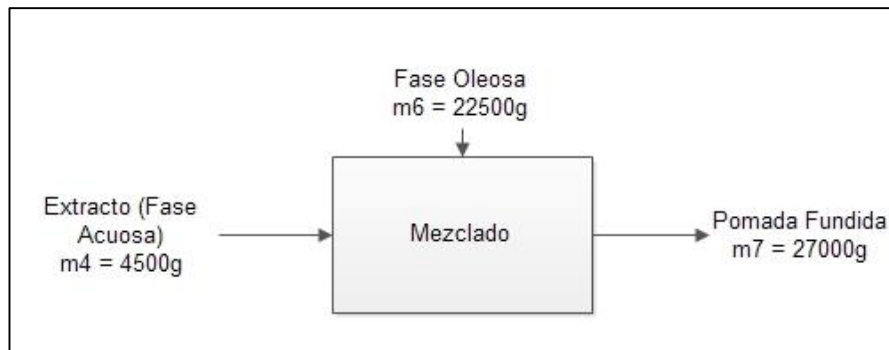 Fase Oleosa
m6 = 22500g
Extracto (Fase
Acuosa)
m4 = 4500g
Mezclado
Pomada Fundida
m7 = 27000g